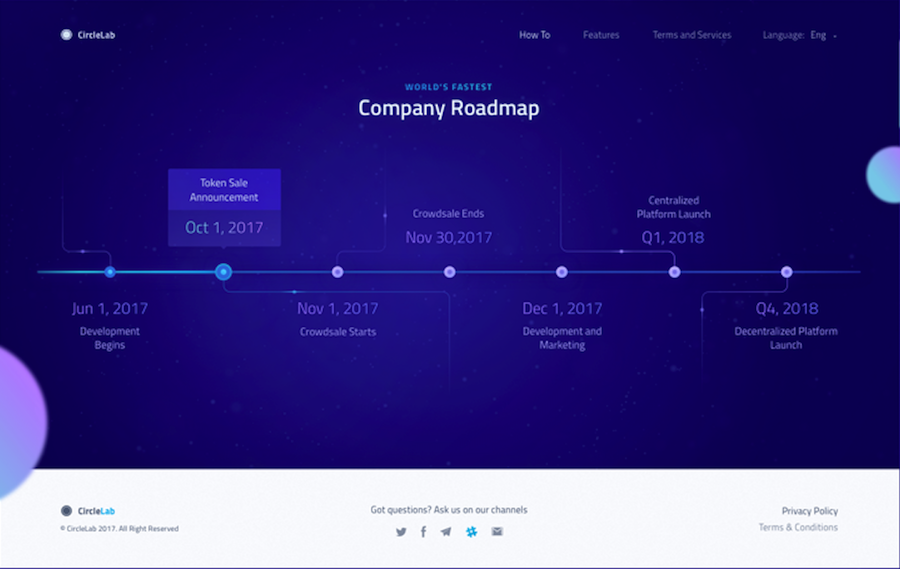 CircleLab
How To
Features
Terms and Services
Language: Eng
WORLD'S FASTEST
Company Roadmap
Token Sale
Announcement
Oct 1, 2017
Crowdsale Ends
Nov 30,2017
Centralized
Platform Launch
Q1, 2018
Jun 1, 2017
Development
Begins
Nov 1, 2017
Crowdsale Starts
Dec 1, 2017
Development and
Marketing
Q4, 2018
Decentralized Platform
Launch
CircleLab
© CircleLab 2017. All Right Reserved
Got questions? Ask us on our channels
Privacy Policy
Terms & Conditions